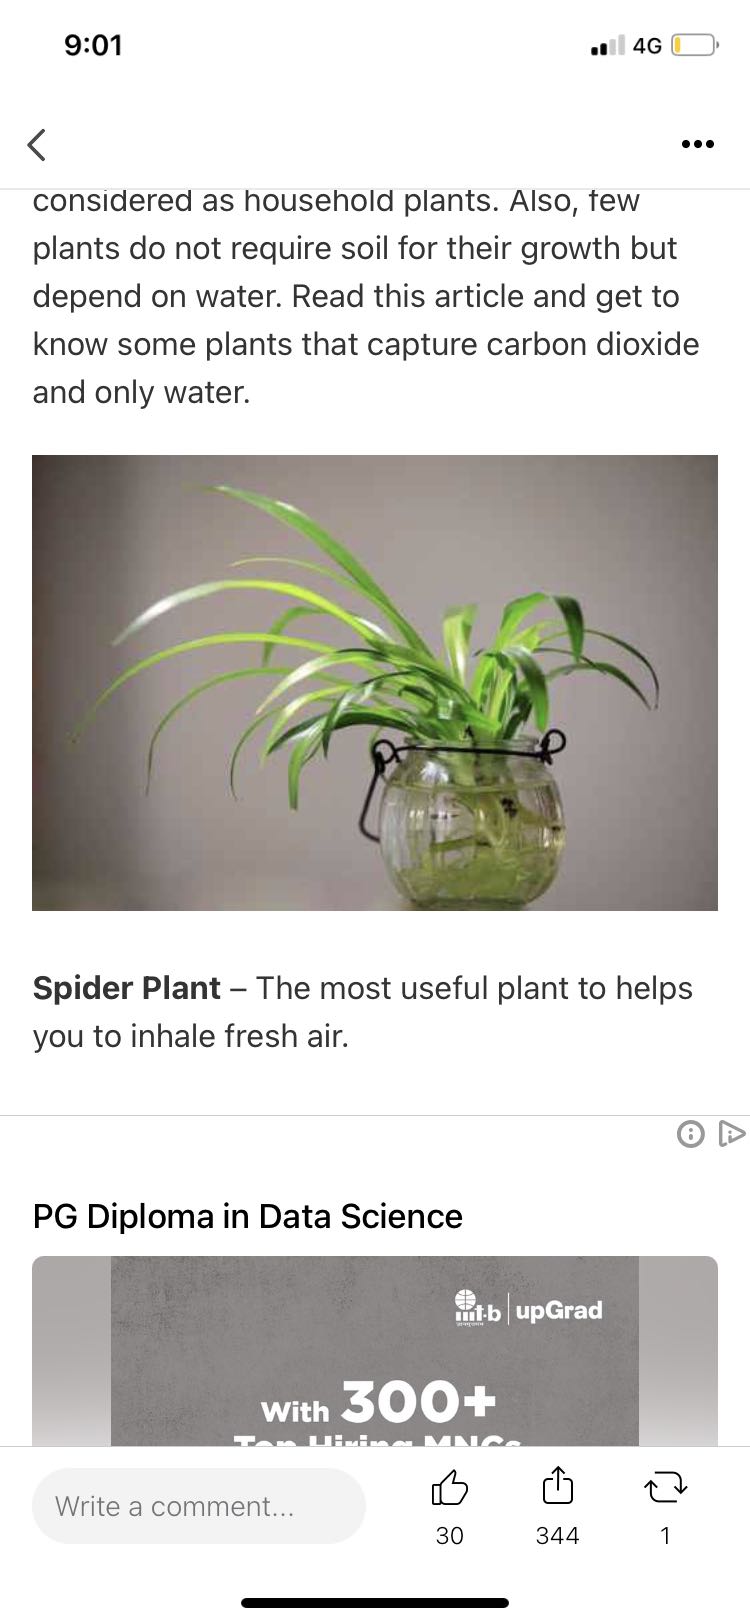 9:01
4G
considered as household plants. Also, few
plants do not require soil for their growth but
depend on water. Read this article and get to
know some plants that capture carbon dioxide
and only water.
Spider Plant – The most useful plant to helps
you to inhale fresh air.
PG Diploma in Data Science
iiit-b | upGrad
With 300+
Top Hiring MNCs
Write a comment...
30
344
1